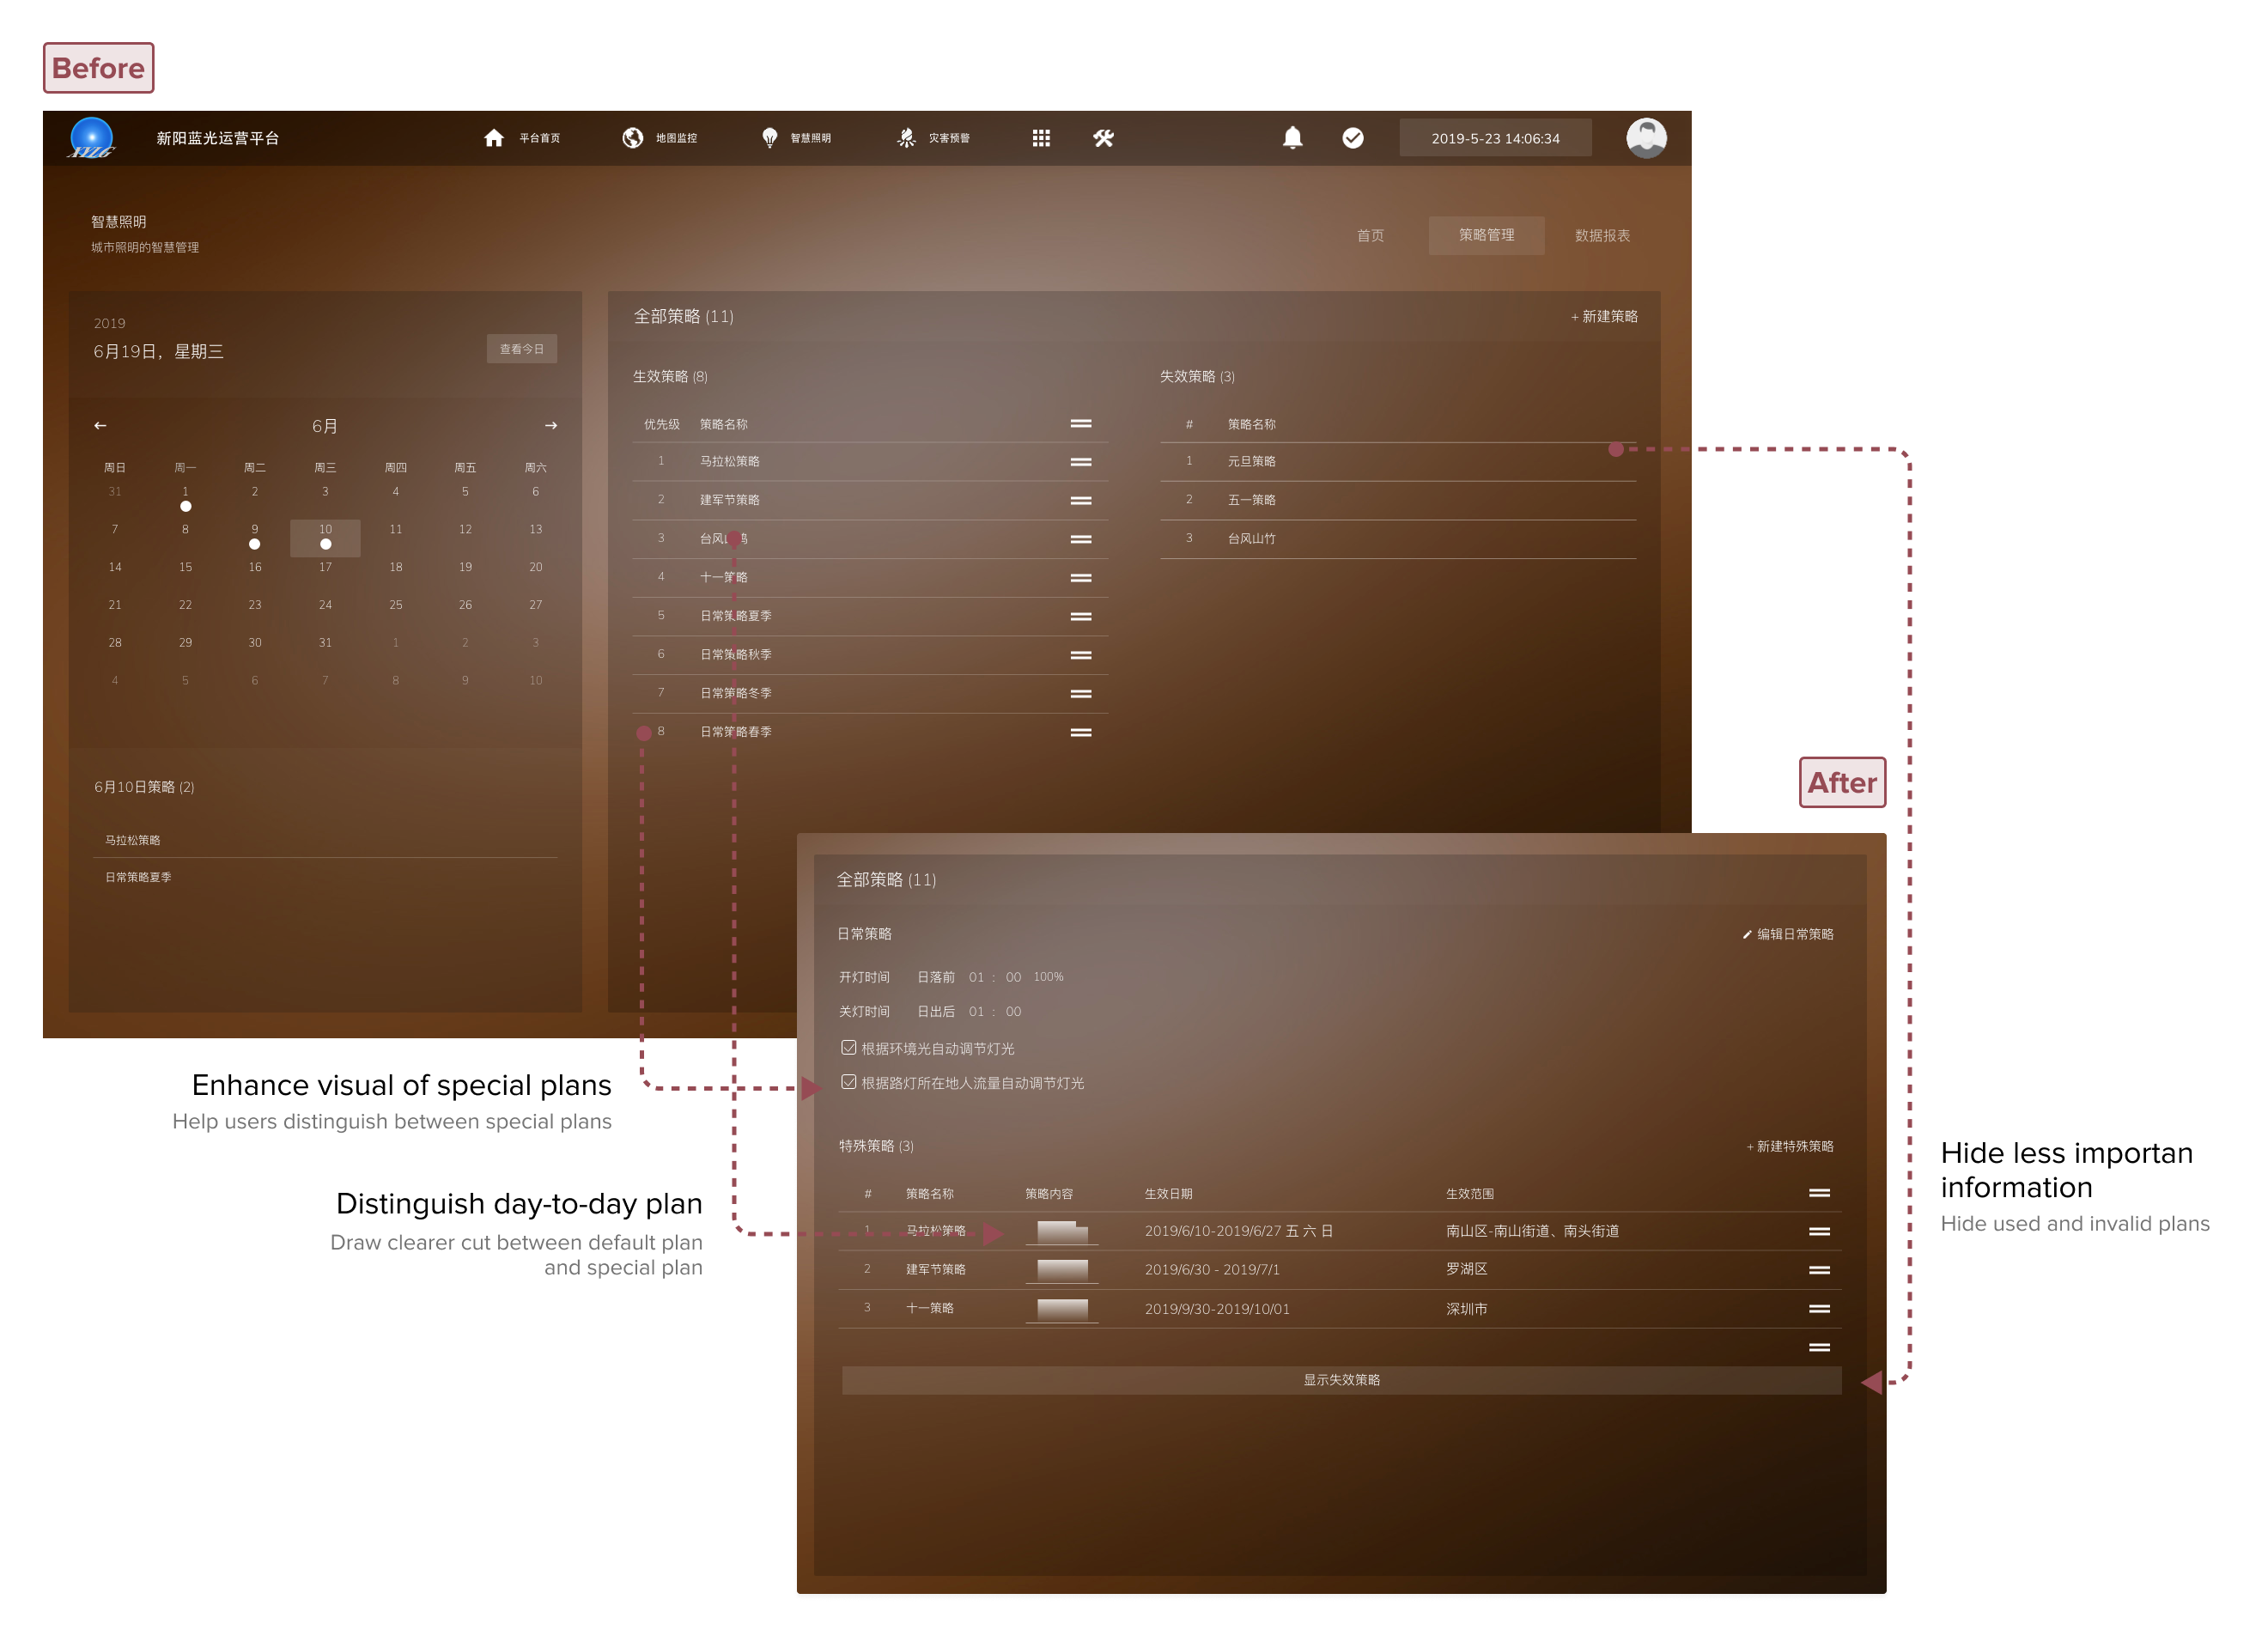 Before
XYLG
新阳蓝光运营平台
平台首页
地图监控
智慧照明
灾害预警
2019-5-23 14:06:34
智慧照明
城市照明的智慧管理
首页
策略管理
数据报表
2019
6月19日，星期三
查看今日
6月
周日 周一 周二 周三 周四 周五 周六
31 1 2 3 4 5 6
7 8 9 10 11 12 13
14 15 16 17 18 19 20
21 22 23 24 25 26 27
28 29 30 31 1 2 3
4 5 6 7 8 9 10
6月10日策略 (2)
马拉松策略
日常策略夏季
全部策略 (11)
+ 新建策略
生效策略 (8)
优先级 策略名称
1 马拉松策略
2 建军节策略
3 台风山
4 十一策略
5 日常策略夏季
6 日常策略秋季
7 日常策略冬季
8 日常策略春季
失效策略 (3)
# 策略名称
1 元旦策略
2 五一策略
3 台风山竹
After
全部策略 (11)
日常策略
编辑日常策略
开灯时间 日落前 01 : 00 100%
关灯时间 日出后 01 : 00
根据环境光自动调节灯光
根据路灯所在地人流量自动调节灯光
特殊策略 (3)
+ 新建特殊策略
# 策略名称 策略内容 生效日期 生效范围
1 马拉松策略 2019/6/10-2019/6/27 五 六 日 南山区-南山街道、南头街道
2 建军节策略 2019/6/30 - 2019/7/1 罗湖区
3 十一策略 2019/9/30-2019/10/01 深圳市
显示失效策略
Enhance visual of special plans
Help users distinguish between special plans
Distinguish day-to-day plan
Draw clearer cut between default plan
and special plan
Hide less importan
information
Hide used and invalid plans